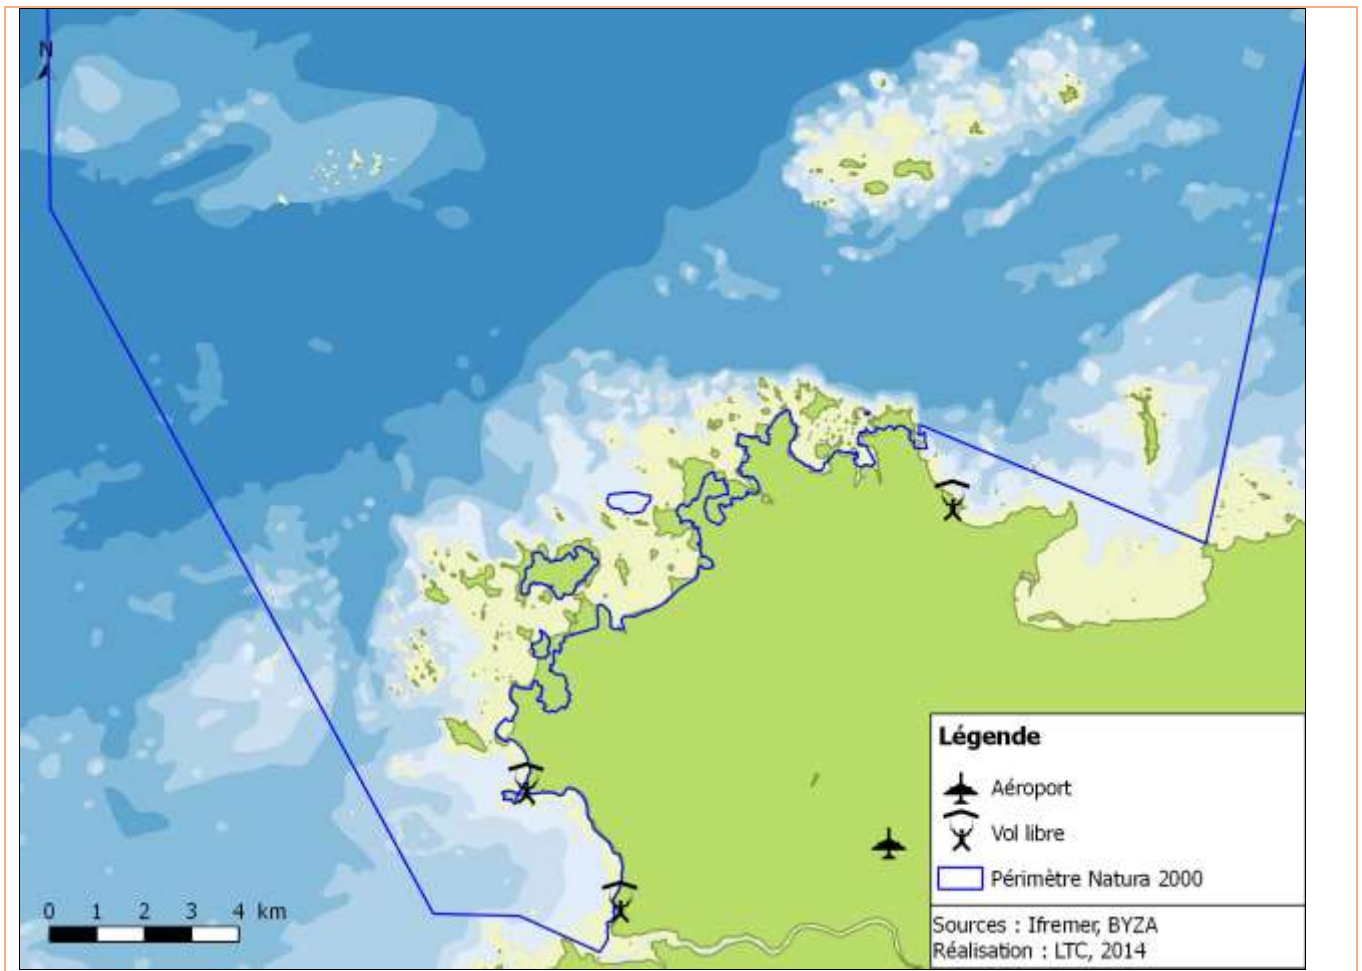 N
Légende
Aéroport
Vol libre
Périmètre Natura 2000
0 1 2 3 4 km
Sources : Ifremer, BYZA
Réalisation : LTC, 2014